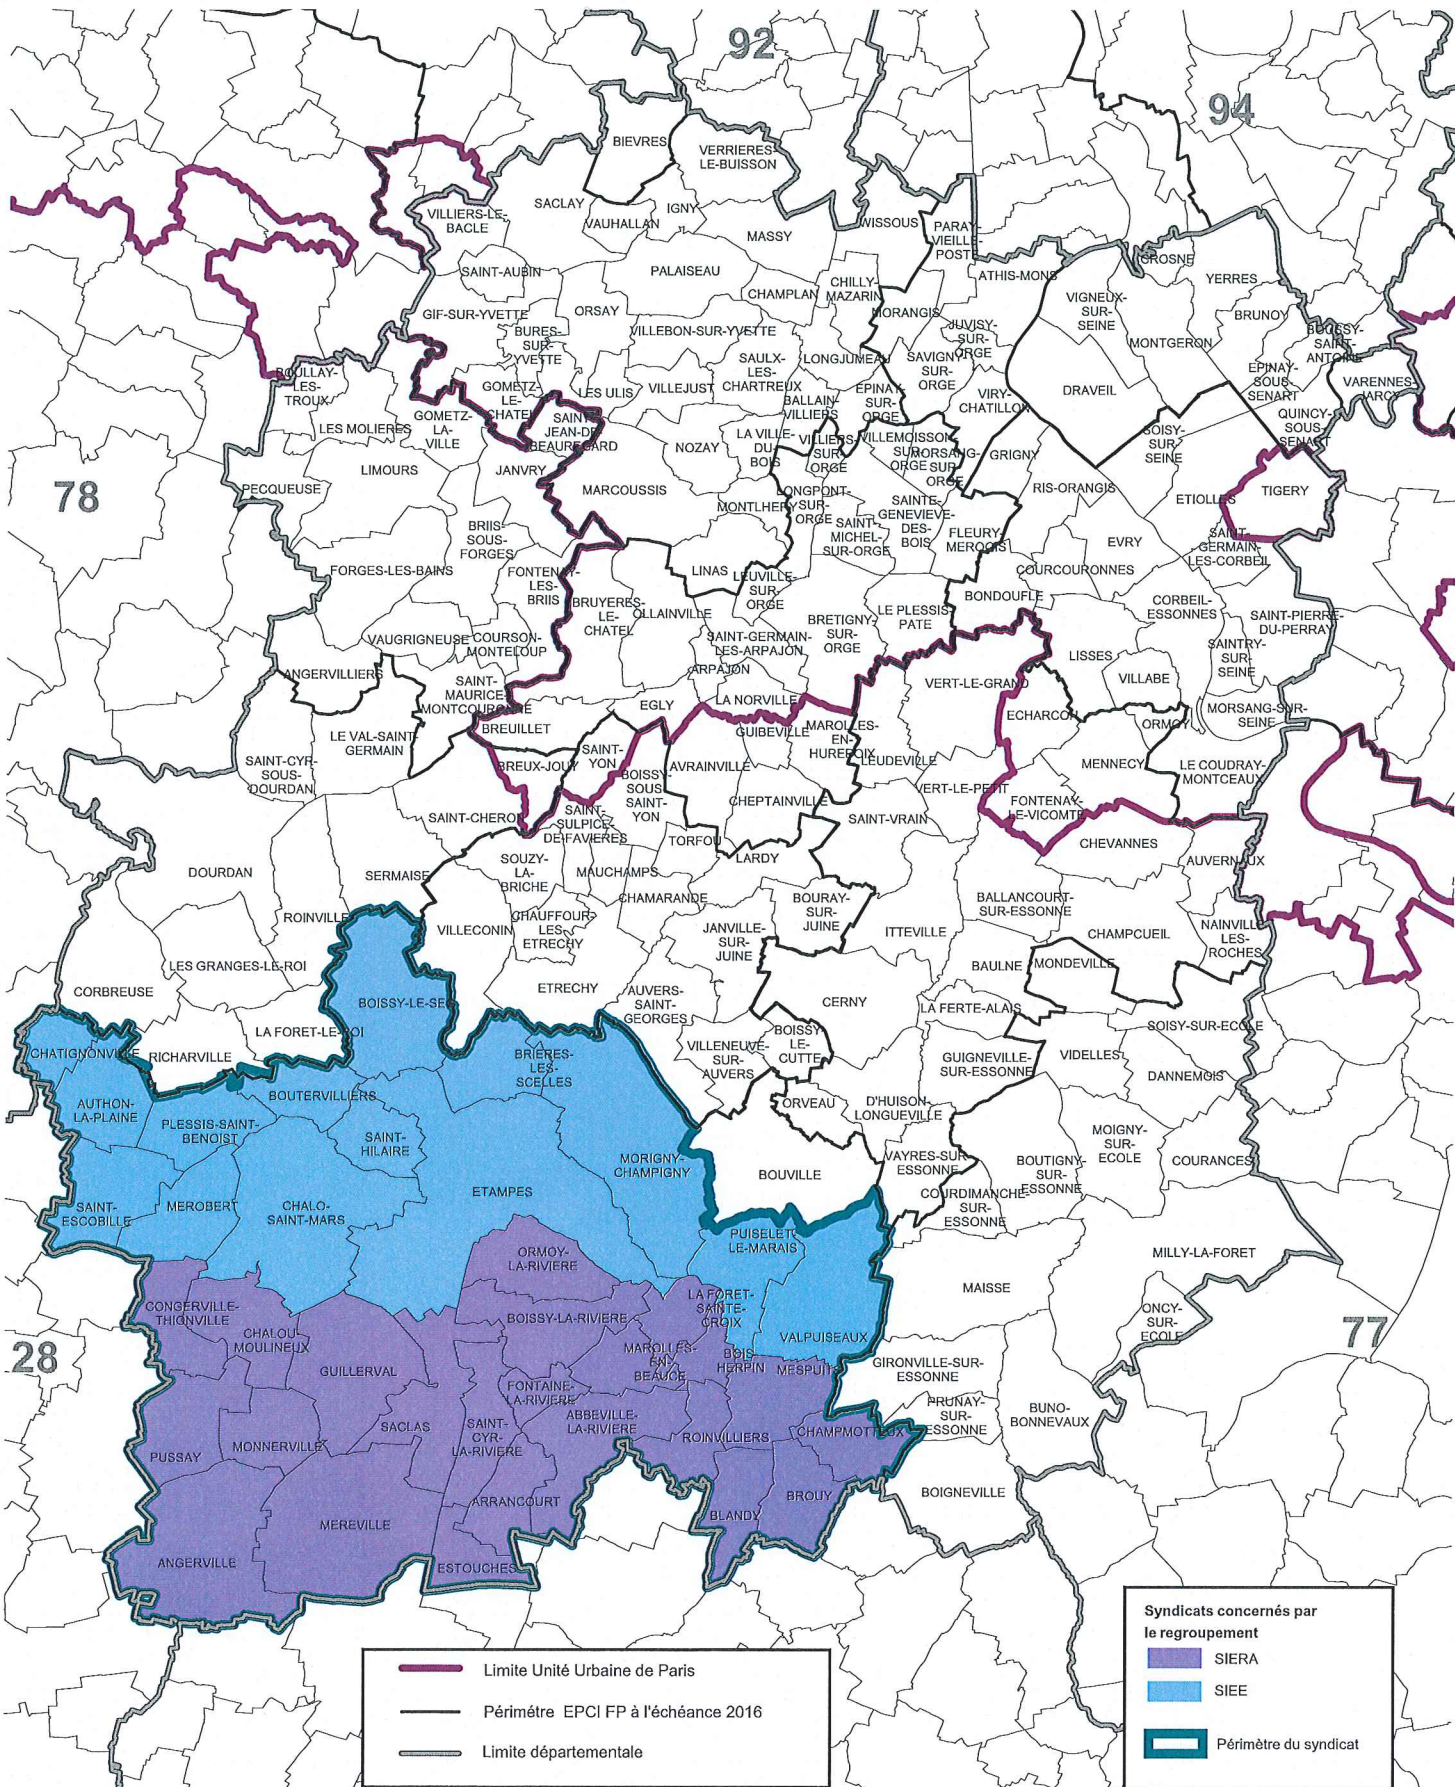 92
94
BIEVRES
VERRIERES-
LE-BUISSON
SACLAY
IGNY
VAUHALLAN
VILLIERS-LE-
BACLE
WISSOUS
PARAY-
VIEILLE-
POSTE
MASSY
CROSNE
SAINT-AUBIN
PALAISEAU
ATHIS-MONS
YERRES
CHILLY-
MAZARIN
CHAMPLAN
VIGNEUX-
SUR-
SEINE
GIF-SUR-YVETTE
ORSAY
MORANGIS
BRUNOY
BURES-
SUR-
YVETTE
VILLEBON-SUR-YVETTE
JUVISY-
SUR-
ORGE
BOUSSY-
SAINT-
ANTOINE
MONTGERON
SAULX-
LES-
CHARTREUX
LONGJUMEAU
SAVIGNY-
SUR-
ORGE
EPINAY-
SOUS-
SENART
BOULLAY-
LES-
TROUX
GOMETZ-
LE-
CHATEL
LES ULIS
VILLEJUST
EPINAY-
SUR-
ORGE
VIRY-
CHATILLON
DRAVEIL
VARENNES-
JARCY
BALLAIN-
VILLIERS
QUINCY-
SOUS-
SENART
GOMETZ-
LA-
VILLE
SAINT-
JEAN-DE-
BEAUREGARD
LES MOLIERES
NOZAY
LA VILLE-
DU-
BOIS
VILLIERS-
SUR-
ORGE
VILLEMOISSON-
SUR-
ORGE
MORSANG-
SUR-
ORGE
GRIGNY
SOISY-
SUR-
SEINE
LIMOURS
JANVRY
PECQUEUSE
78
MARCOUSSIS
RIS-ORANGIS
TIGERY
ETIOLLES
MONTLHERY
LONGPONT-
SUR-
ORGE
SAINTE-
GENEVIEVE-
DES-
BOIS
BRIIS-
SOUS-
FORGES
SAINT-
MICHEL-
SUR-ORGE
FLEURY-
MEROGIS
EVRY
SAINT-
GERMAIN-
LES-CORBEIL
FORGES-LES-BAINS
FONTENAY-
LES-
BRIIS
LINAS
LEUVILLE-
SUR-
ORGE
COURCOURONNES
BONDOUFLE
BRUYERES-
LE-
CHATEL
OLLAINVILLE
CORBEIL-
ESSONNES
LE PLESSIS-
PATE
SAINT-PIERRE-
DU-PERRAY
BRETIGNY-
SUR-
ORGE
VAUGRIGNEUSE
COURSON-
MONTELOUP
SAINT-GERMAIN-
LES-ARPAJON
SAINTRY-
SUR-
SEINE
LISSES
ANGERVILLIERS
ARPAJON
VILLABE
SAINT-
MAURICE-
MONTCOURONNE
VERT-LE-GRAND
LA NORVILLE
EGLY
MORSANG-SUR-
SEINE
ECHARCON
ORMOY
BREUILLET
GUIBEVILLE
MAROLLES-
EN-
HUREPOIX
LE VAL-SAINT-
GERMAIN
SAINT-
YON
BREUX-JOUY
AVRAINVILLE
LEUDEVILLE
MENNECY
SAINT-CYR-
SOUS-
DOURDAN
BOISSY-
SOUS-
SAINT-
YON
LE COUDRAY-
MONTCEAUX
VERT-LE-PETIT
CHEPTAINVILLE
FONTENAY-
LE-VICOMTE
SAINT-CHERON
SAINT-
SULPICE-
DE-FAVIERES
SAINT-VRAIN
CHEVANNES
TORFOU
LARDY
AUVERNAUX
SOUZY-
LA-
BRICHE
MAUCHAMPS
DOURDAN
SERMAISE
CHAMARANDE
BOURAY-
SUR-
JUINE
BALLANCOURT-
SUR-ESSONNE
ROINVILLE
CHAUFFOUR-
LES-
ETRECHY
VILLECONIN
JANVILLE-
SUR-
JUINE
ITTEVILLE
CHAMPCUEIL
NAINVILLE-
LES-
ROCHES
LES GRANGES-LE-ROI
BAULNE
MONDEVILLE
CORBREUSE
BOISSY-LE-SEC
ETRECHY
AUVERS-
SAINT-
GEORGES
CERNY
LA FERTE-ALAIS
LA FORET-LE-ROI
SOISY-SUR-ECOLE
CHATIGNONVILLE
RICHARVILLE
BRIERES-
LES-
SCELLES
VILLENEUVE-
SUR-
AUVERS
BOISSY-
LE-
CUTTE
GUIGNEVILLE-
SUR-ESSONNE
VIDELLES
DANNEMOIS
BOUTERVILLIERS
AUTHON-
LA-PLAINE
ORVEAU
D'HUISON-
LONGUEVILLE
PLESSIS-SAINT-
BENOIST
SAINT-
HILAIRE
MOIGNY-
SUR-
ECOLE
MORIGNY-
CHAMPIGNY
BOUVILLE
VAYRES-SUR-
ESSONNE
BOUTIGNY-
SUR-
ESSONNE
COURANCES
ETAMPES
SAINT-
ESCOBILLE
MEROBERT
CHALO-
SAINT-MARS
COURDIMANCHE-
SUR-
ESSONNE
PUISELET-
LE-MARAIS
ORMOY-
LA-RIVIERE
MILLY-LA-FORET
MAISSE
CONGERVILLE-
THIONVILLE
LA FORET-
SAINTE-
CROIX
BOISSY-LA-RIVIERE
ONCY-
SUR-
ECOLE
77
28
CHALOU-
MOULINEUX
VALPUISEAUX
MAROLLES-
EN-
BEAUCE
BOIS-
HERPIN
MESPUITS
GUILLERVAL
GIRONVILLE-SUR-
ESSONNE
FONTAINE-
LA-RIVIERE
PRUNAY-
SUR-
ESSONNE
BUNO-
BONNEVAUX
SACLAS
SAINT-
CYR-
LA-RIVIERE
ABBEVILLE-
LA-RIVIERE
ROINVILLIERS
CHAMPMOTTEUX
MONNERVILLE
PUSSAY
BOIGNEVILLE
BROUY
ARRANCOURT
BLANDY
MEREVILLE
ANGERVILLE
ESTOUCHES
Limite Unité Urbaine de Paris
Périmétre EPCI FP à l'échéance 2016
Limite départementale
Syndicats concernés par
le regroupement
SIERA
SIEE
Périmètre du syndicat